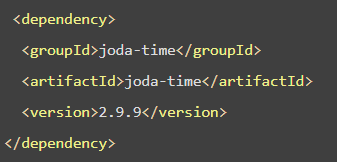 <dependency>
<groupId>joda-time</groupId>
<artifactId>joda-time</artifactId>
<version>2.9.9</version>
</dependency>